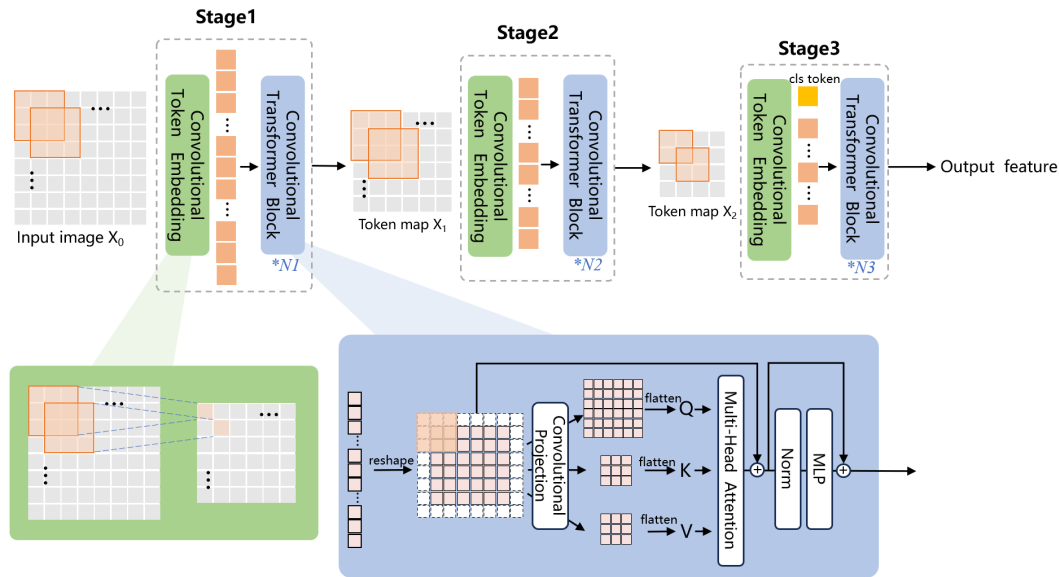 Stage1
Stage2
Stage3
Input image X₀
Convolutional
Token Embedding
Convolutional
Transformer Block
*N1
Token map X₁
Convolutional
Token Embedding
Convolutional
Transformer Block
*N2
Token map X₂
Convolutional
Token Embedding
cls token
Convolutional
Transformer Block
*N3
Output feature
reshape
Convolutional
Projection
flatten
Q
flatten
K
flatten
V
Multi-Head Attention
+
Norm
MLP
+